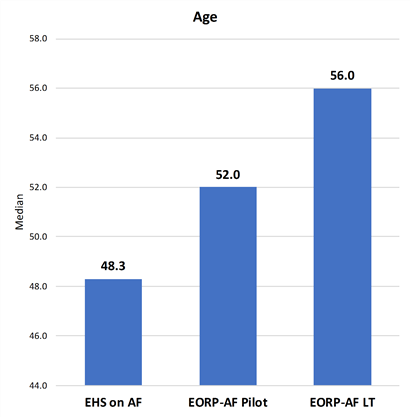 Age
58.0
56.0
54.0
52.0
50.0
48.0
46.0
44.0
Median
48.3
52.0
56.0
EHS on AF
EORP-AF Pilot
EORP-AF LT